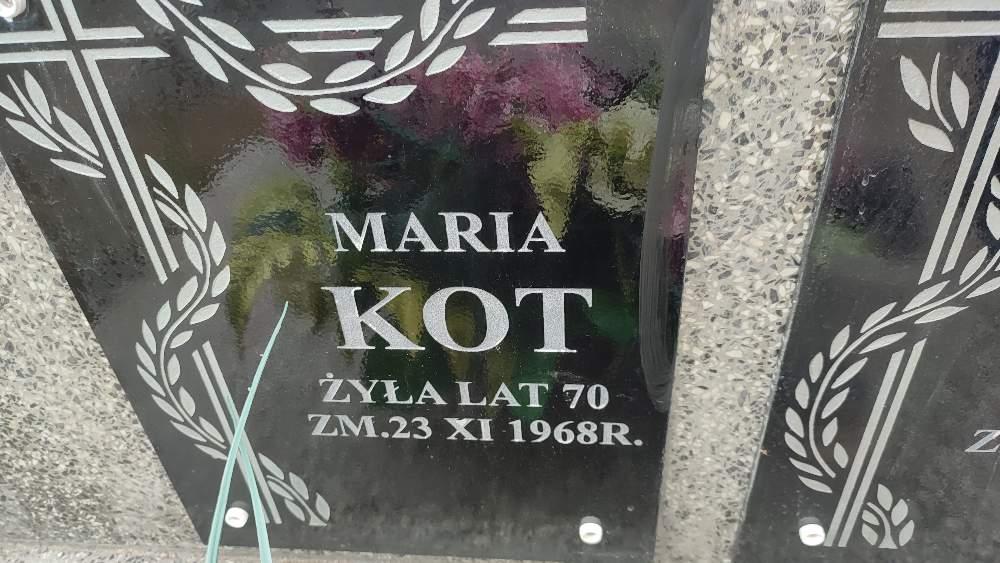 MARIA
KOT
ŻYŁA LAT 70
ZM.23 XI 1968R.
Z